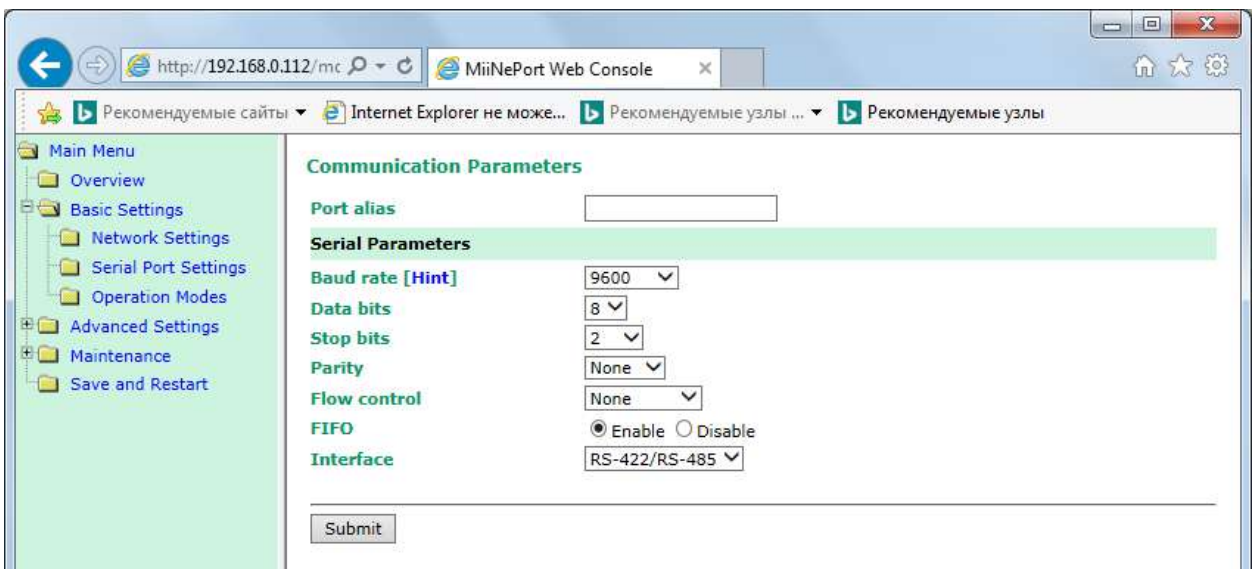 http://192.168.0.112/mc
MiiNePort Web Console
Рекомендуемые сайты
Internet Explorer не може...
Рекомендуемые узлы ...
Рекомендуемые узлы
Main Menu
Overview
Basic Settings
Network Settings
Serial Port Settings
Operation Modes
Advanced Settings
Maintenance
Save and Restart
Communication Parameters
Port alias
Serial Parameters
Baud rate [Hint] 9600
Data bits 8
Stop bits 2
Parity None
Flow control None
FIFO Enable Disable
Interface RS-422/RS-485
Submit